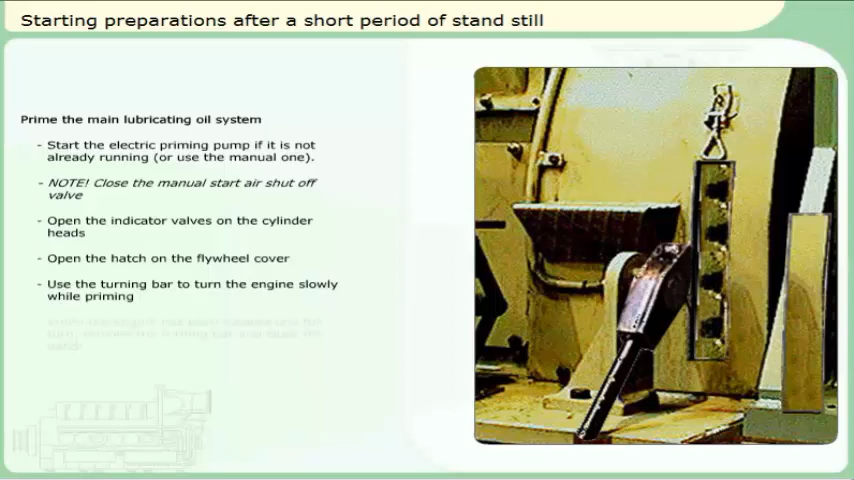 Starting preparations after a short period of stand still
Prime the main lubricating oil system
- Start the electric priming pump if it is not
already running (or use the manual one).
- NOTE! Close the manual start air shut off
valve
- Open the indicator valves on the cylinder
heads
- Open the hatch on the flywheel cover
- Use the turning bar to turn the engine slowly
while priming